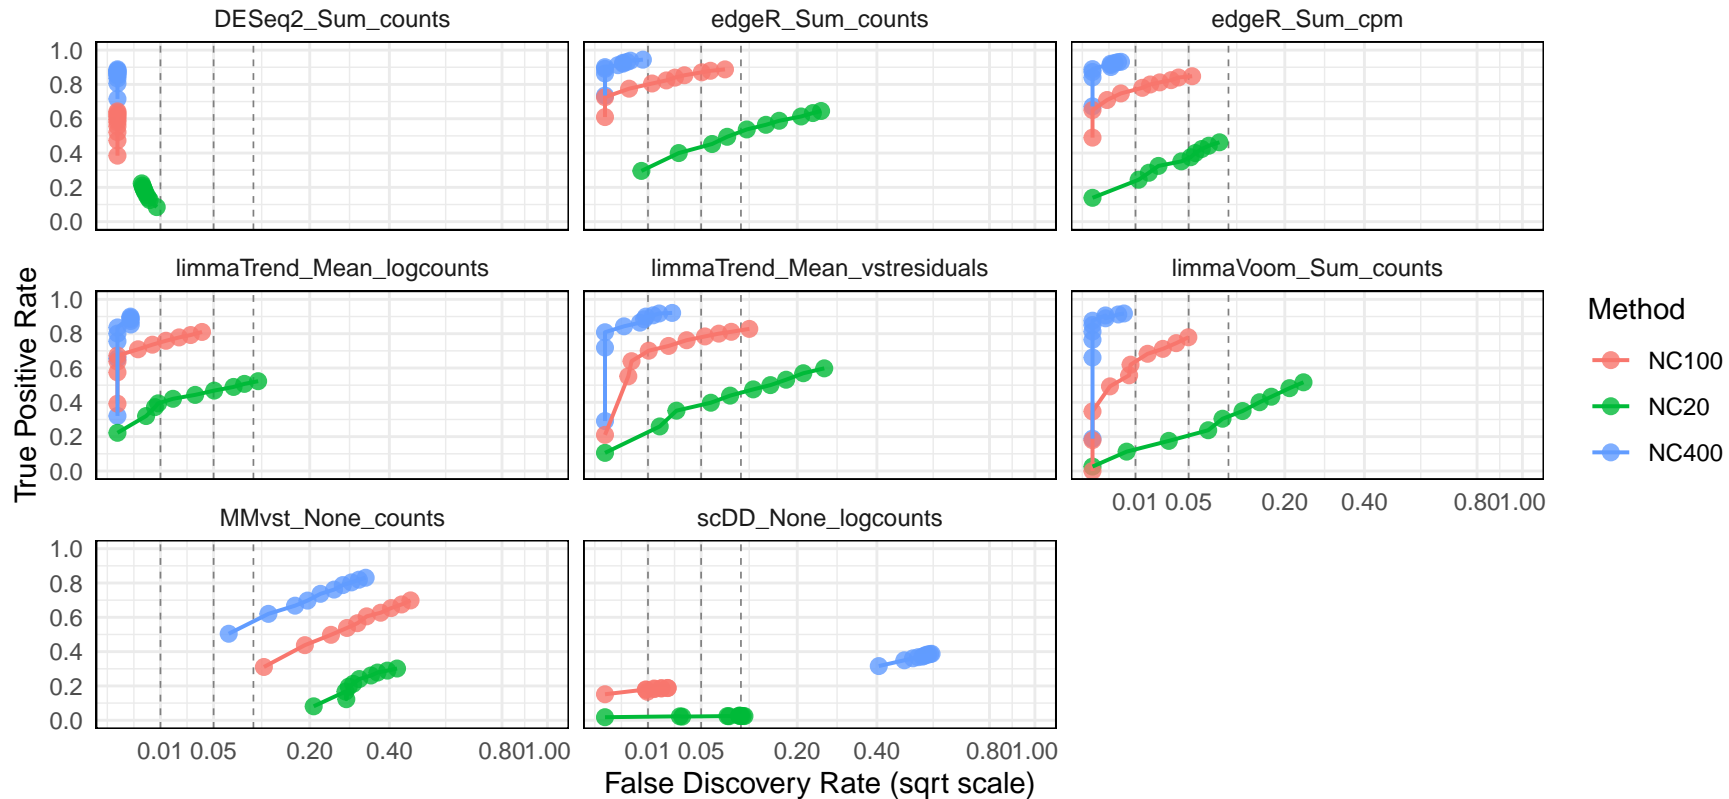 DESeq2_Sum_counts
edgeR_Sum_counts
edgeR_Sum_cpm
1.0
0.8
0.6
0.4
0.2
0.0
limmaTrend_Mean_logcounts
limmaTrend_Mean_vstresiduals
limmaVoom_Sum_counts
1.0
0.8
0.6
0.4
0.2
0.0
0.01 0.05 0.20 0.40 0.801.00
MMvst_None_counts
scDD_None_logcounts
1.0
0.8
0.6
0.4
0.2
0.0
0.01 0.05 0.20 0.40 0.801.00
0.01 0.05 0.20 0.40 0.801.00
True Positive Rate
False Discovery Rate (sqrt scale)
Method
NC100
NC20
NC400